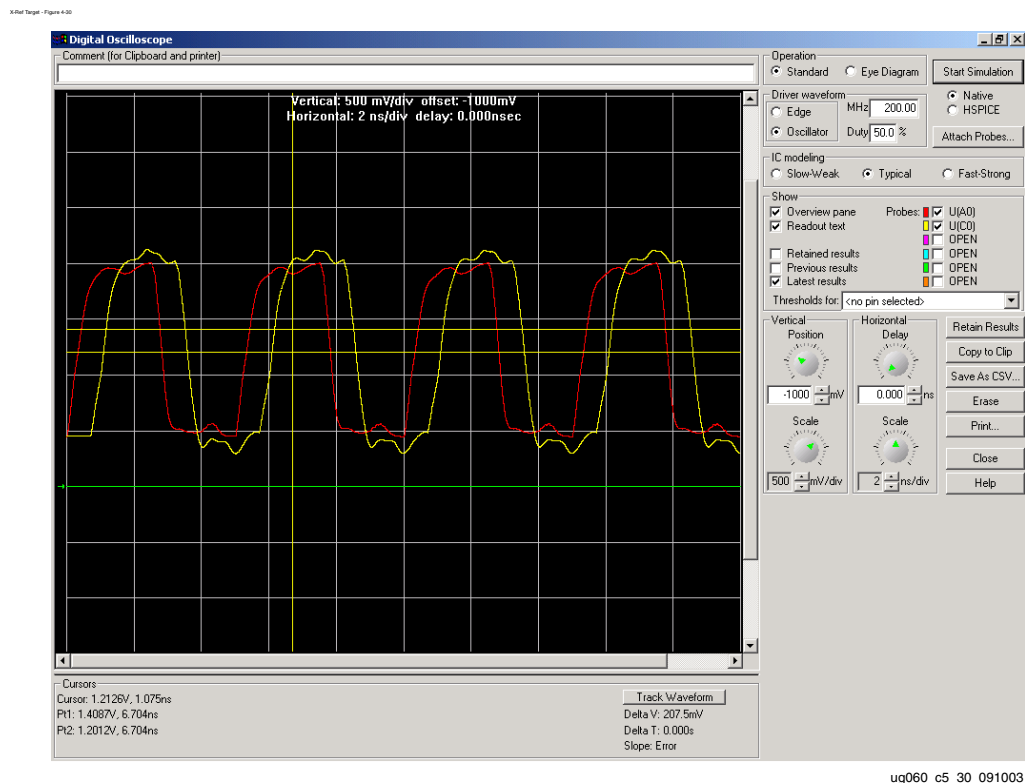 X-Ref Target - Figure 4-30
Digital Oscilloscope
Comment (for Clipboard and printer)
Vertical: 500 mV/div offset: -1000mV
Horizontal: 2 ns/div delay: 0.000nsec
Operation
Standard Eye Diagram
Start Simulation
Driver waveform
Edge MHz 200.00
Oscillator Duty 50.0 %
Native
HSPICE
Attach Probes...
IC modeling
Slow-Weak Typical Fast-Strong
Show
Overview pane Probes: U(A0)
Readout text U(C0)
OPEN
Retained results OPEN
Previous results OPEN
Latest results OPEN
Thresholds for: <no pin selected>
Vertical
Position
-1000 mV
Scale
500 mV/div
Horizontal
Delay
0.000 ns
Scale
2 ns/div
Retain Results
Copy to Clip
Save As CSV...
Erase
Print...
Close
Help
Cursors
Cursor: 1.2126V, 1.075ns
Pt1: 1.4087V, 6.704ns
Pt2: 1.2012V, 6.704ns
Track Waveform
Delta V: 207.5mV
Delta T: 0.000s
Slope: Error
ug060_c5_30_091003